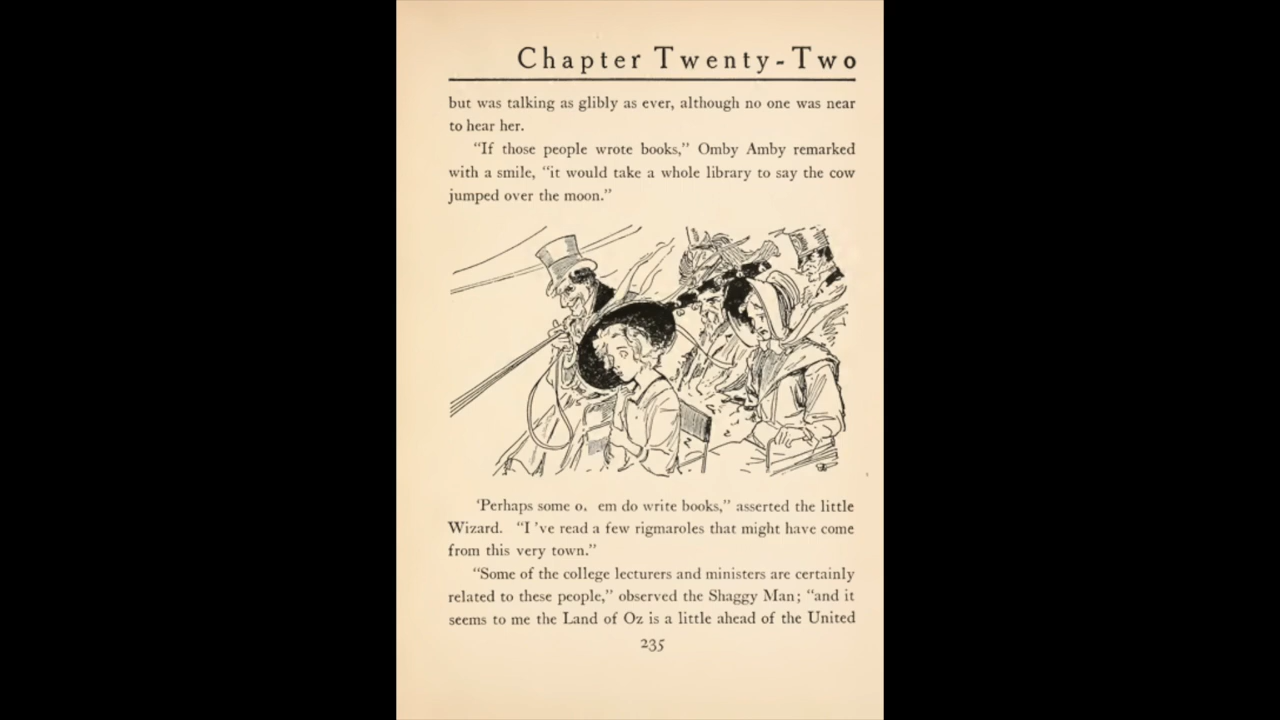 Chapter Twenty-Two
but was talking as glibly as ever, although no one was near
to hear her.
“If those people wrote books,” Omby Amby remarked
with a smile, “it would take a whole library to say the cow
jumped over the moon.”
‘Perhaps some o. em do write books,” asserted the little
Wizard. “I ’ve read a few rigmaroles that might have come
from this very town.”
“Some of the college lecturers and ministers are certainly
related to these people,” observed the Shaggy Man; “and it
seems to me the Land of Oz is a little ahead of the United
235